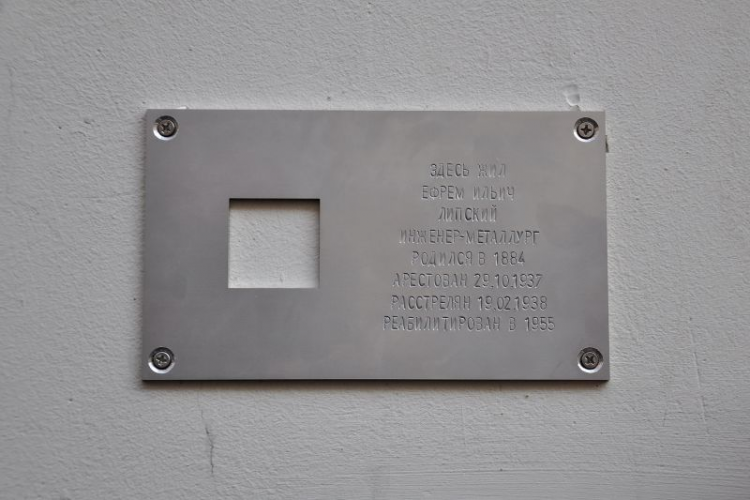 ЗДЕСЬ ЖИЛ
ЕФРЕМ ИЛЬИЧ
ЛИПСКИЙ
ИНЖЕНЕР-МЕТАЛЛУРГ
РОДИЛСЯ В 1884
АРЕСТОВАН 29.10.1937
РАССТРЕЛЯН 19.02.1938
РЕАБИЛИТИРОВАН В 1955